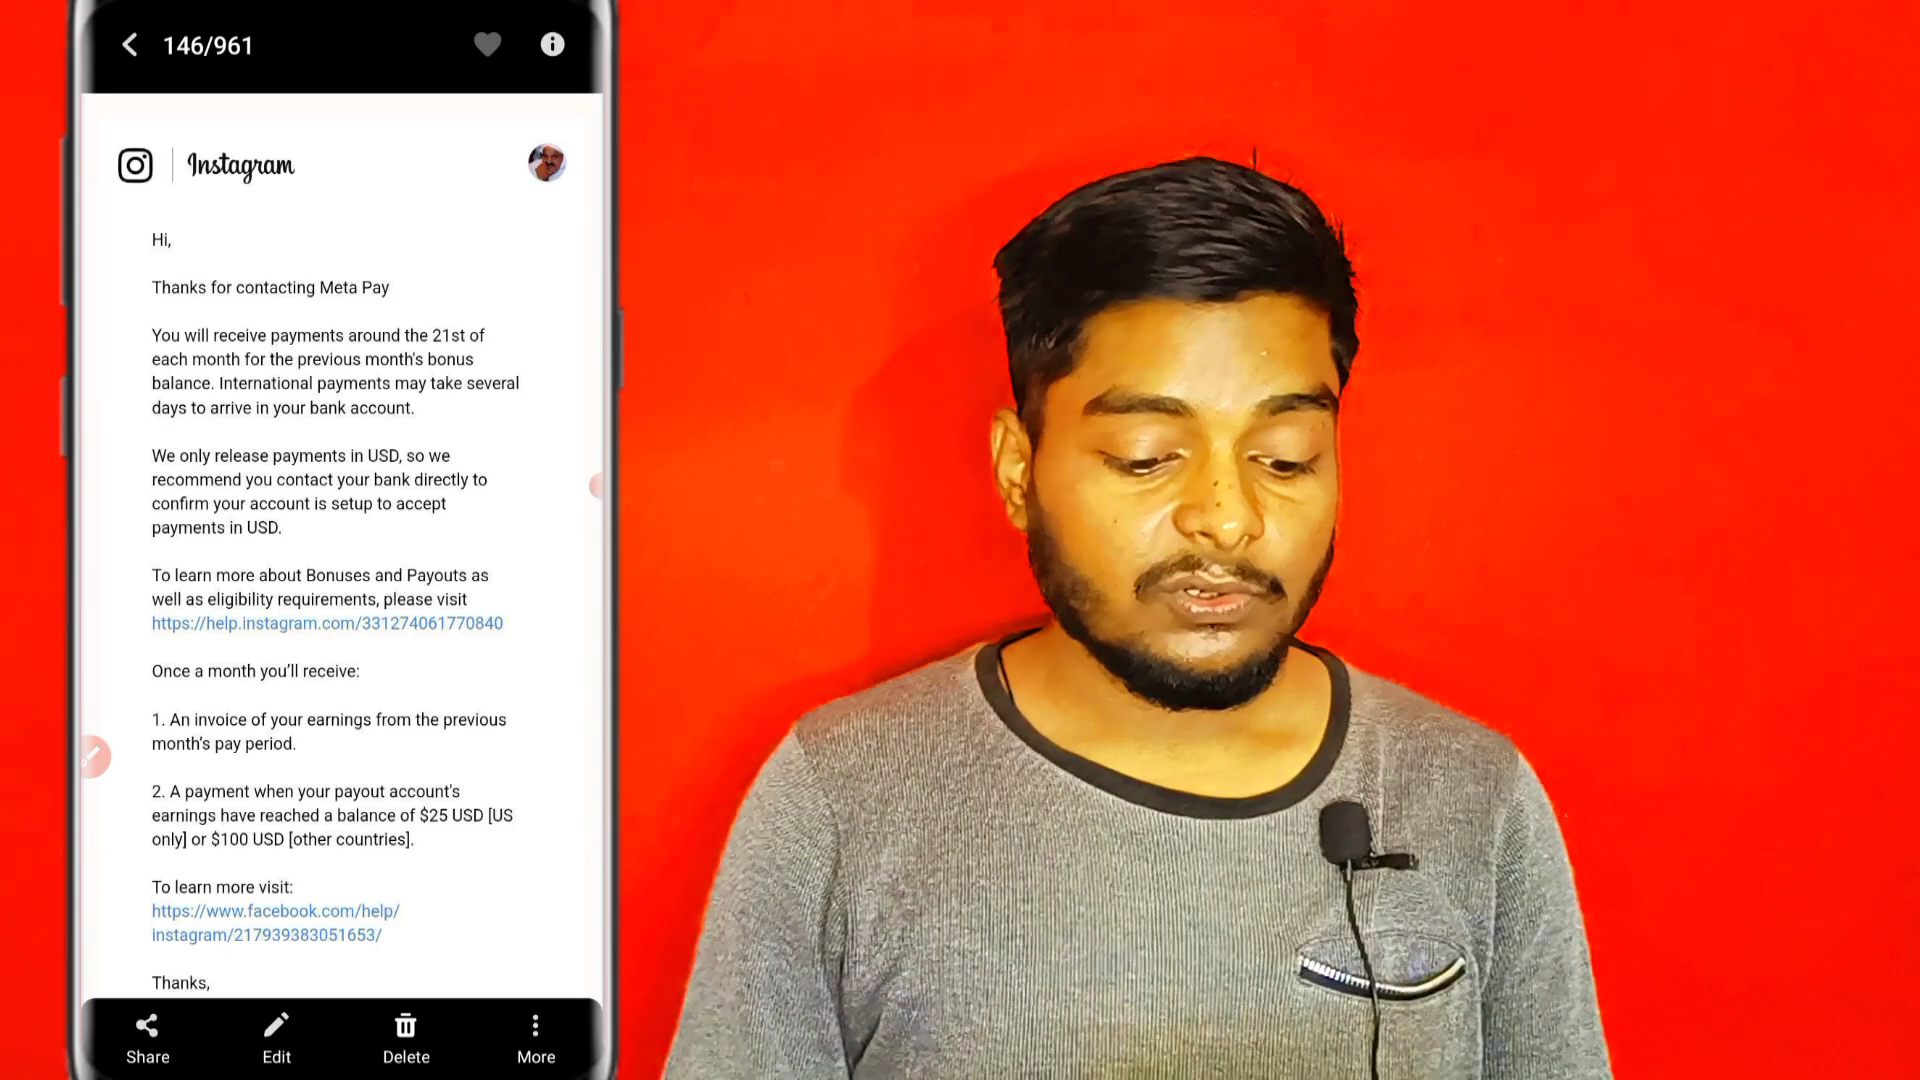 146/961
Instagram
Hi,
Thanks for contacting Meta Pay
You will receive payments around the 21st of
each month for the previous month's bonus
balance. International payments may take several
days to arrive in your bank account.
We only release payments in USD, so we
recommend you contact your bank directly to
confirm your account is setup to accept
payments in USD.
To learn more about Bonuses and Payouts as
well as eligibility requirements, please visit
https://help.instagram.com/331274061770840
Once a month you’ll receive:
1. An invoice of your earnings from the previous
month’s pay period.
2. A payment when your payout account's
earnings have reached a balance of $25 USD [US
only] or $100 USD [other countries].
To learn more visit:
https://www.facebook.com/help/
instagram/217939383051653/
Thanks,
Share Edit Delete More